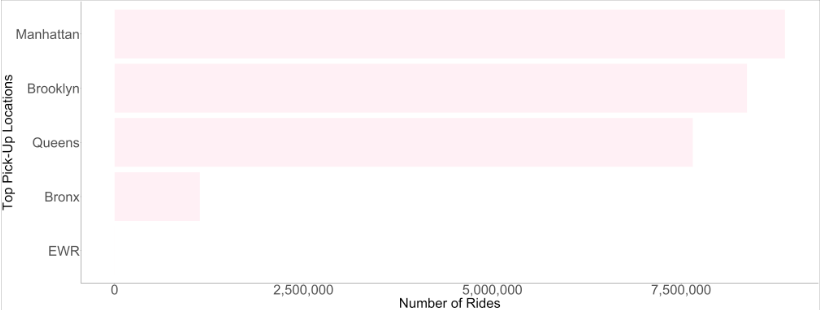 Top Pick-Up Locations
Manhattan
Brooklyn
Queens
Bronx
EWR
0 2,500,000 5,000,000 7,500,000
Number of Rides